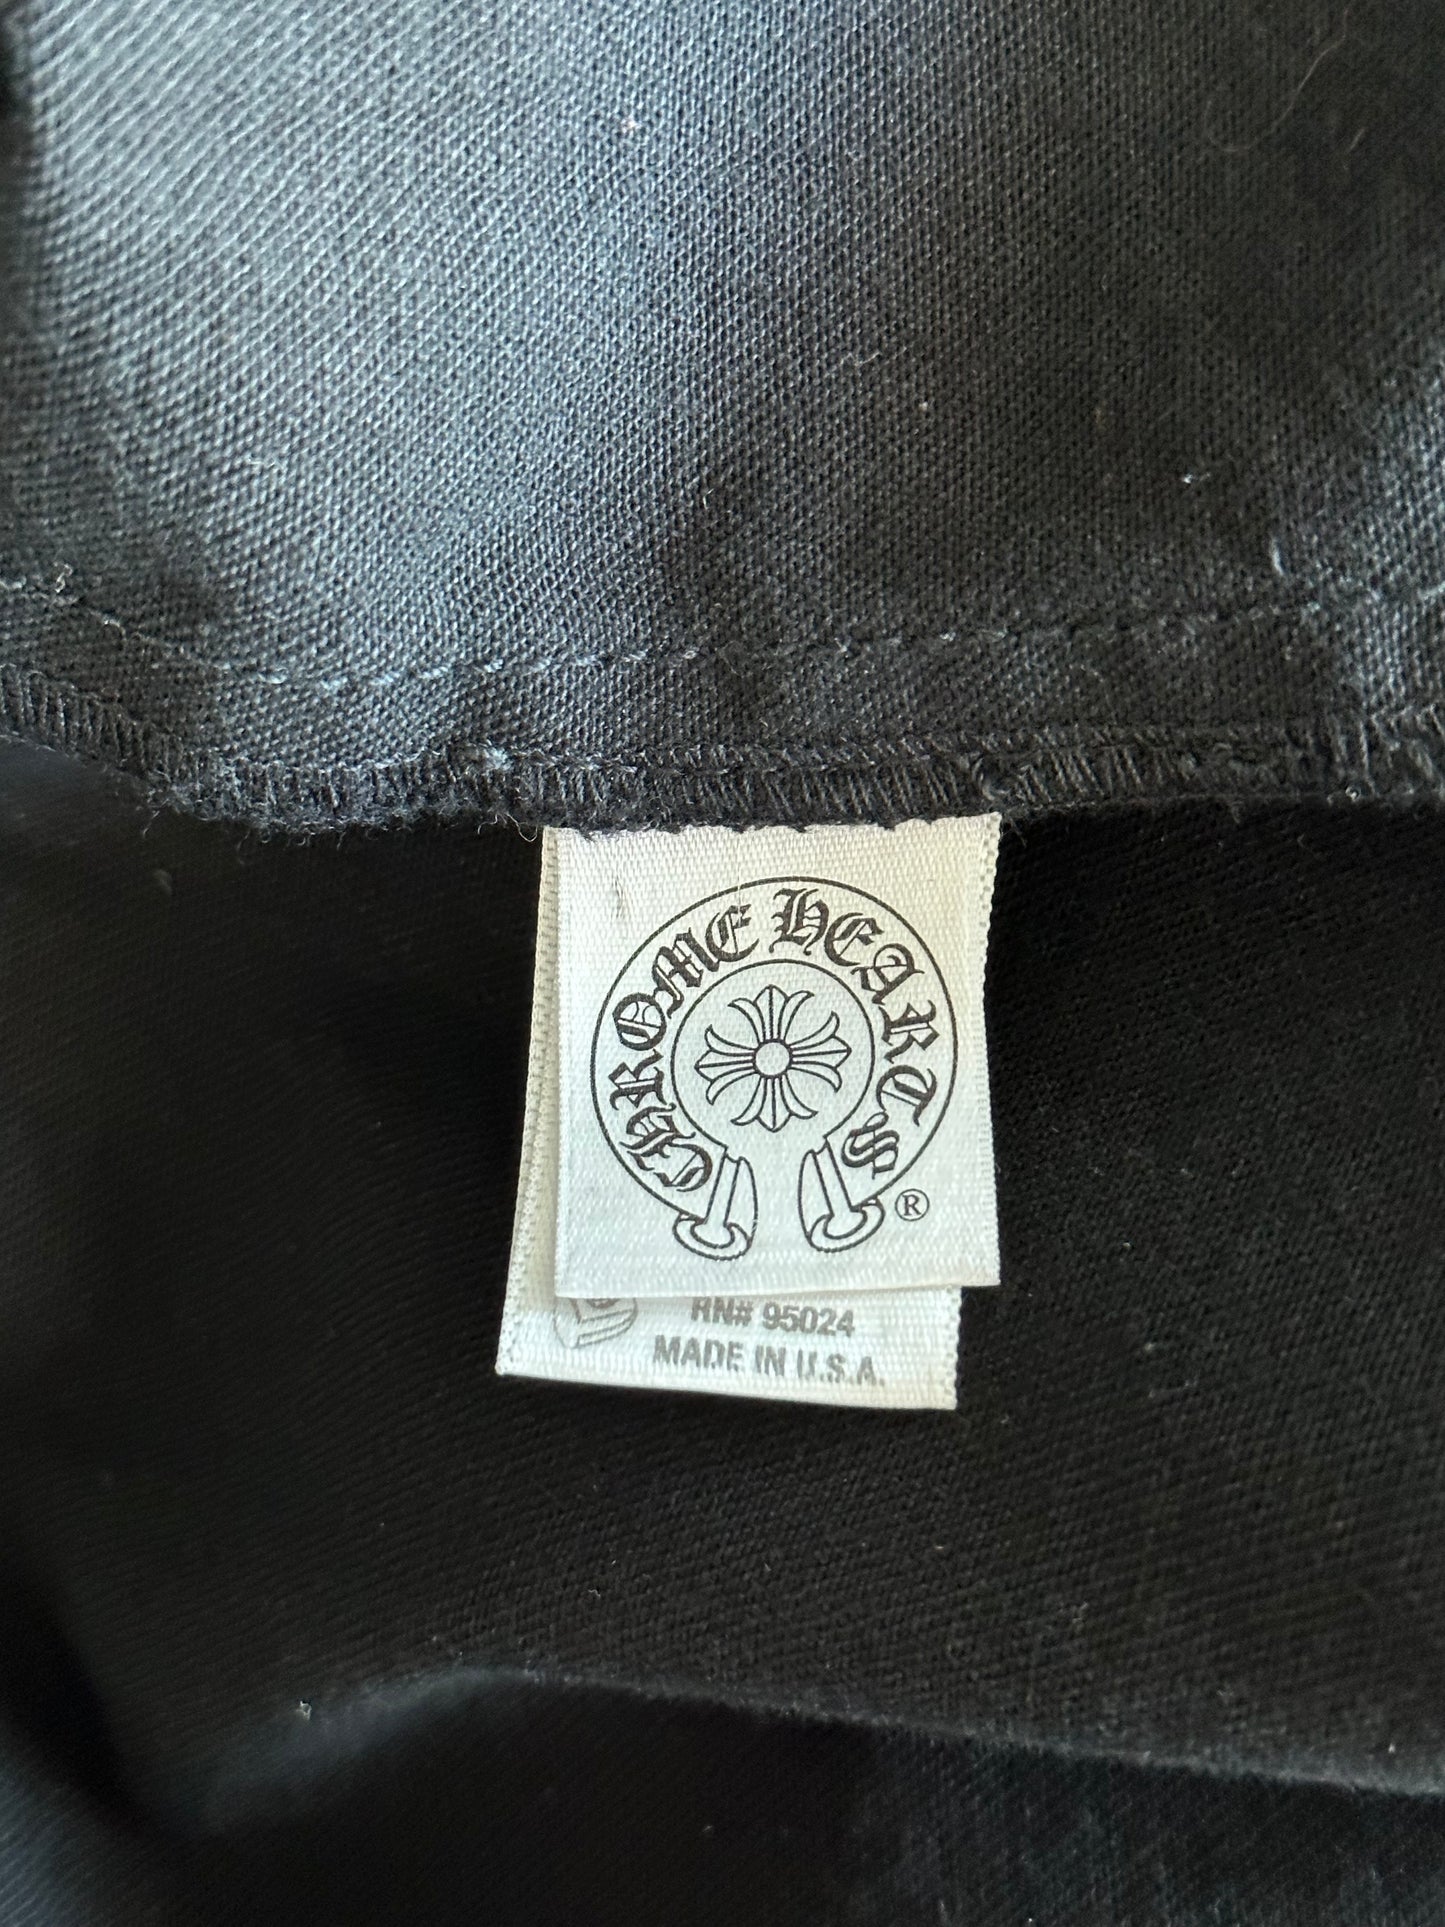 CHROME HEARTS
®
RN# 95024
MADE IN U.S.A.